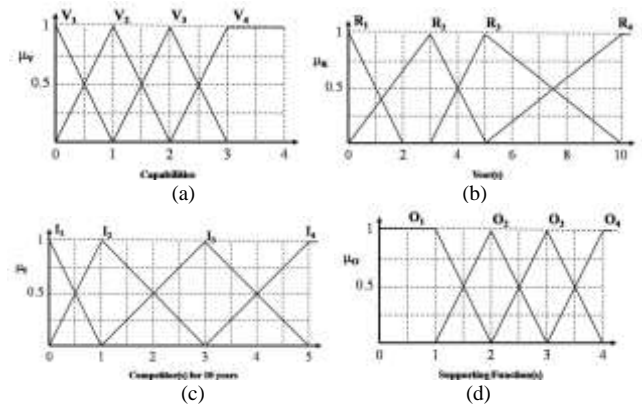 V1 V2 V3 V4
1
μV
0.5
0 1 2 3 4
Capabilities
(a)
R1 R2 R3 R4
1
μR
0.5
0 2 4 6 8 10
Year(s)
(b)
I1 I2 I3 I4
1
0.5
0 1 2 3 4 5
Competitor(s) for 10 years
(c)
O1 O2 O3 O4
1
μO
0.5
0 1 2 3 4
Supporting Function(s)
(d)